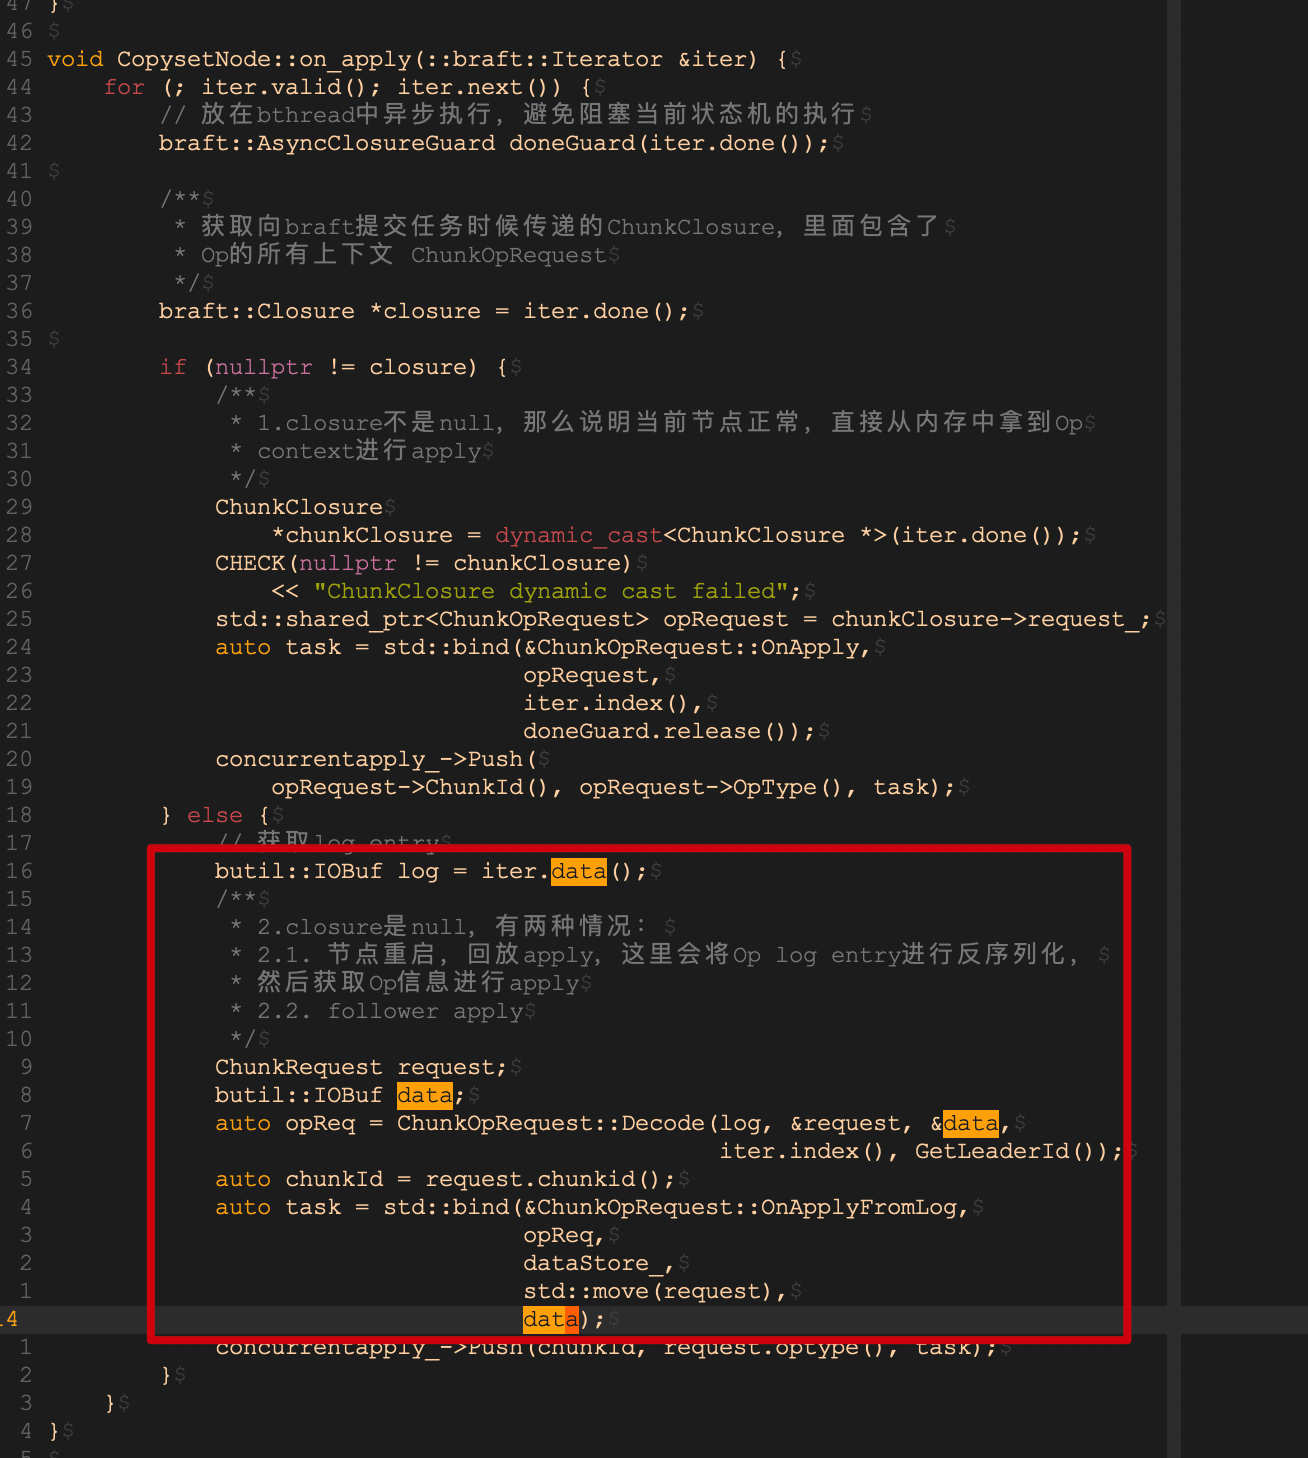 47 }$
46 $
45 void CopysetNode::on_apply(::braft::Iterator &iter) {$
44     for (; iter.valid(); iter.next()) {$
43         // 放在bthread中异步执行，避免阻塞当前状态机的执行$
42         braft::AsyncClosureGuard doneGuard(iter.done());$
41 $
40         /**$
39          * 获取向braft提交任务时候传递的ChunkClosure，里面包含了$
38          * Op的所有上下文 ChunkOpRequest$
37          */$
36         braft::Closure *closure = iter.done();$
35 $
34         if (nullptr != closure) {$
33             /**$
32              * 1.closure不是null，那么说明当前节点正常，直接从内存中拿到Op$
31              * context进行apply$
30              */$
29             ChunkClosure$
28                 *chunkClosure = dynamic_cast<ChunkClosure *>(iter.done());$
27             CHECK(nullptr != chunkClosure)$
26                 << "ChunkClosure dynamic cast failed";$
25             std::shared_ptr<ChunkOpRequest> opRequest = chunkClosure->request_;$
24             auto task = std::bind(&ChunkOpRequest::OnApply,$
23                                   opRequest,$
22                                   iter.index(),$
21                                   doneGuard.release());$
20             concurrentapply_->Push($
19                 opRequest->ChunkId(), opRequest->OpType(), task);$
18         } else {$
17             // 获取log entry$
16             butil::IOBuf log = iter.data();$
15             /**$
14              * 2.closure是null，有两种情况：$
13              * 2.1. 节点重启，回放apply，这里会将Op log entry进行反序列化，$
12              * 然后获取Op信息进行apply$
11              * 2.2. follower apply$
10              */$
9             ChunkRequest request;$
8             butil::IOBuf data;$
7             auto opReq = ChunkOpRequest::Decode(log, &request, &data,$
6                                                 iter.index(), GetLeaderId());$
5             auto chunkId = request.chunkid();$
4             auto task = std::bind(&ChunkOpRequest::OnApplyFromLog,$
3                                   opReq,$
2                                   dataStore_,$
1                                   std::move(request),$
4                                   data);$
1             concurrentapply_->Push(chunkId, request.optype(), task);$
2         }$
3     }$
4 }$
5 $